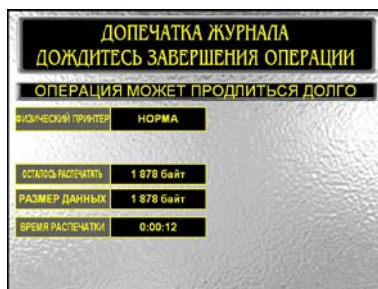 ДОПЕЧАТКА ЖУРНАЛА
ДОЖДИТЕСЬ ЗАВЕРШЕНИЯ ОПЕРАЦИИ
ОПЕРАЦИЯ МОЖЕТ ПРОДЛИТЬСЯ ДОЛГО
ФИЗИЧЕСКИЙ ПРИНТЕР НОРМА
ОСТАЛОСЬ РАСПЕЧАТАТЬ 1 878 байт
РАЗМЕР ДАННЫХ 1 878 байт
ВРЕМЯ РАСПЕЧАТКИ 0:00:12